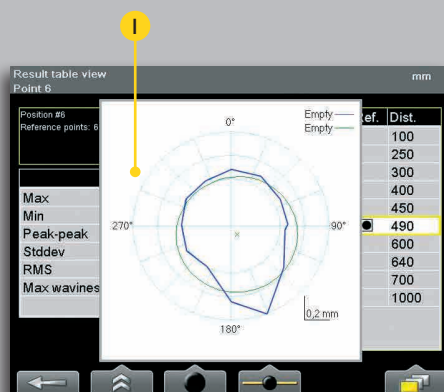 I
Result table view
mm
Point 6
Position #6
Reference points: 6
Max
Min
Peak-peak
Stddev
RMS
Max wavines
Empty
Empty
0°
90°
180°
270°
0,2 mm
ef. Dist.
100
250
300
400
450
490
600
640
700
1000